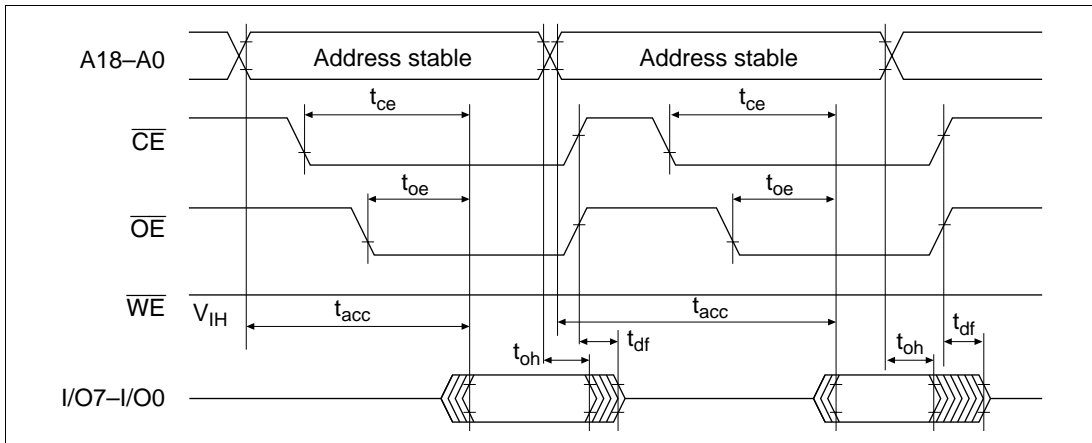 A18–A0 Address stable Address stable
t_ce t_ce
CE
t_oe t_oe
OE
WE V_IH
t_acc t_acc
t_oh t_df t_oh t_df
I/O7–I/O0